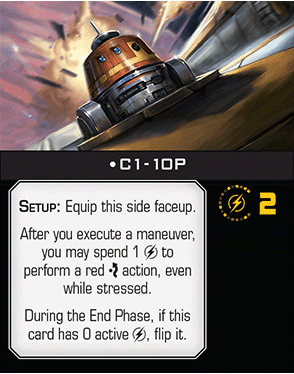 •C1-10P
2
SETUP: Equip this side faceup.
After you execute a maneuver,
you may spend 1 to
perform a red action, even
while stressed.
During the End Phase, if this
card has 0 active , flip it.